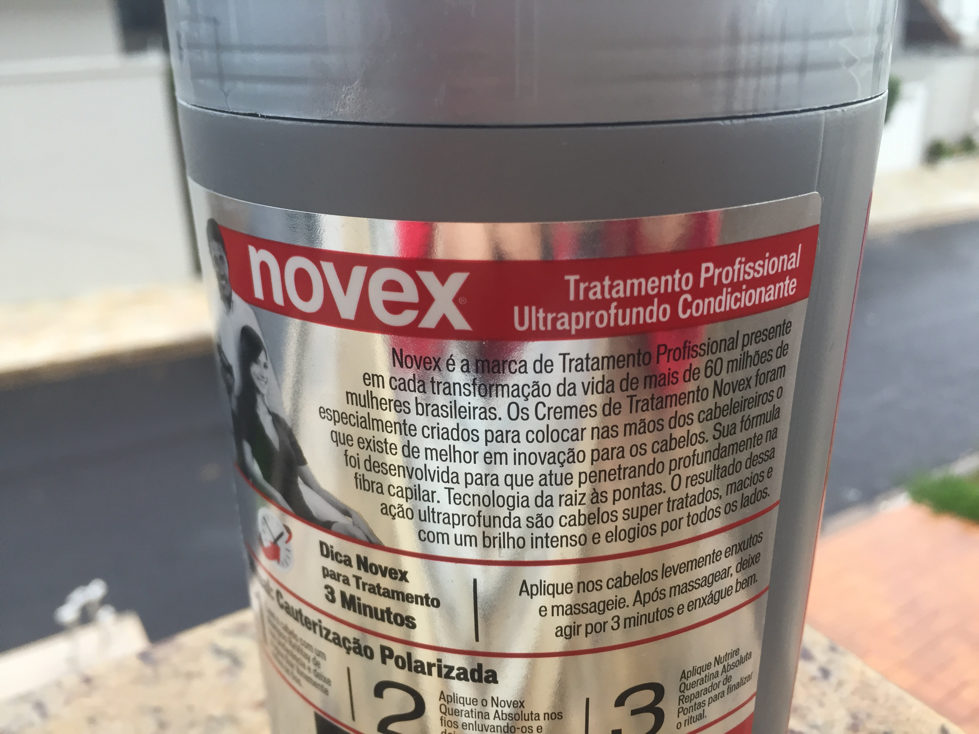 novex®
Tratamento Profissional
Ultraprofundo Condicionante
Novex é a marca de Tratamento Profissional presente
em cada transformação da vida de mais de 60 milhões de
mulheres brasileiras. Os Cremes de Tratamento Novex foram
especialmente criados para colocar nas mãos dos cabeleireiros o
que existe de melhor em inovação para os cabelos. Sua fórmula
foi desenvolvida para que atue penetrando profundamente na
fibra capilar. Tecnologia da raiz às pontas. O resultado dessa
ação ultraprofunda são cabelos super tratados, macios e
com um brilho intenso e elogios por todos os lados.
Dica Novex
para Tratamento
3 Minutos
Aplique nos cabelos levemente enxutos
e massageie. Após massagear, deixe
agir por 3 minutos e enxágue bem.
Cauterização Polarizada
2
Aplique o Novex
Queratina Absoluta nos
fios enluvando-os e
3
Aplique Nutrire
Queratina Absoluta
Reparador de
Pontas para finalizar
o ritual.